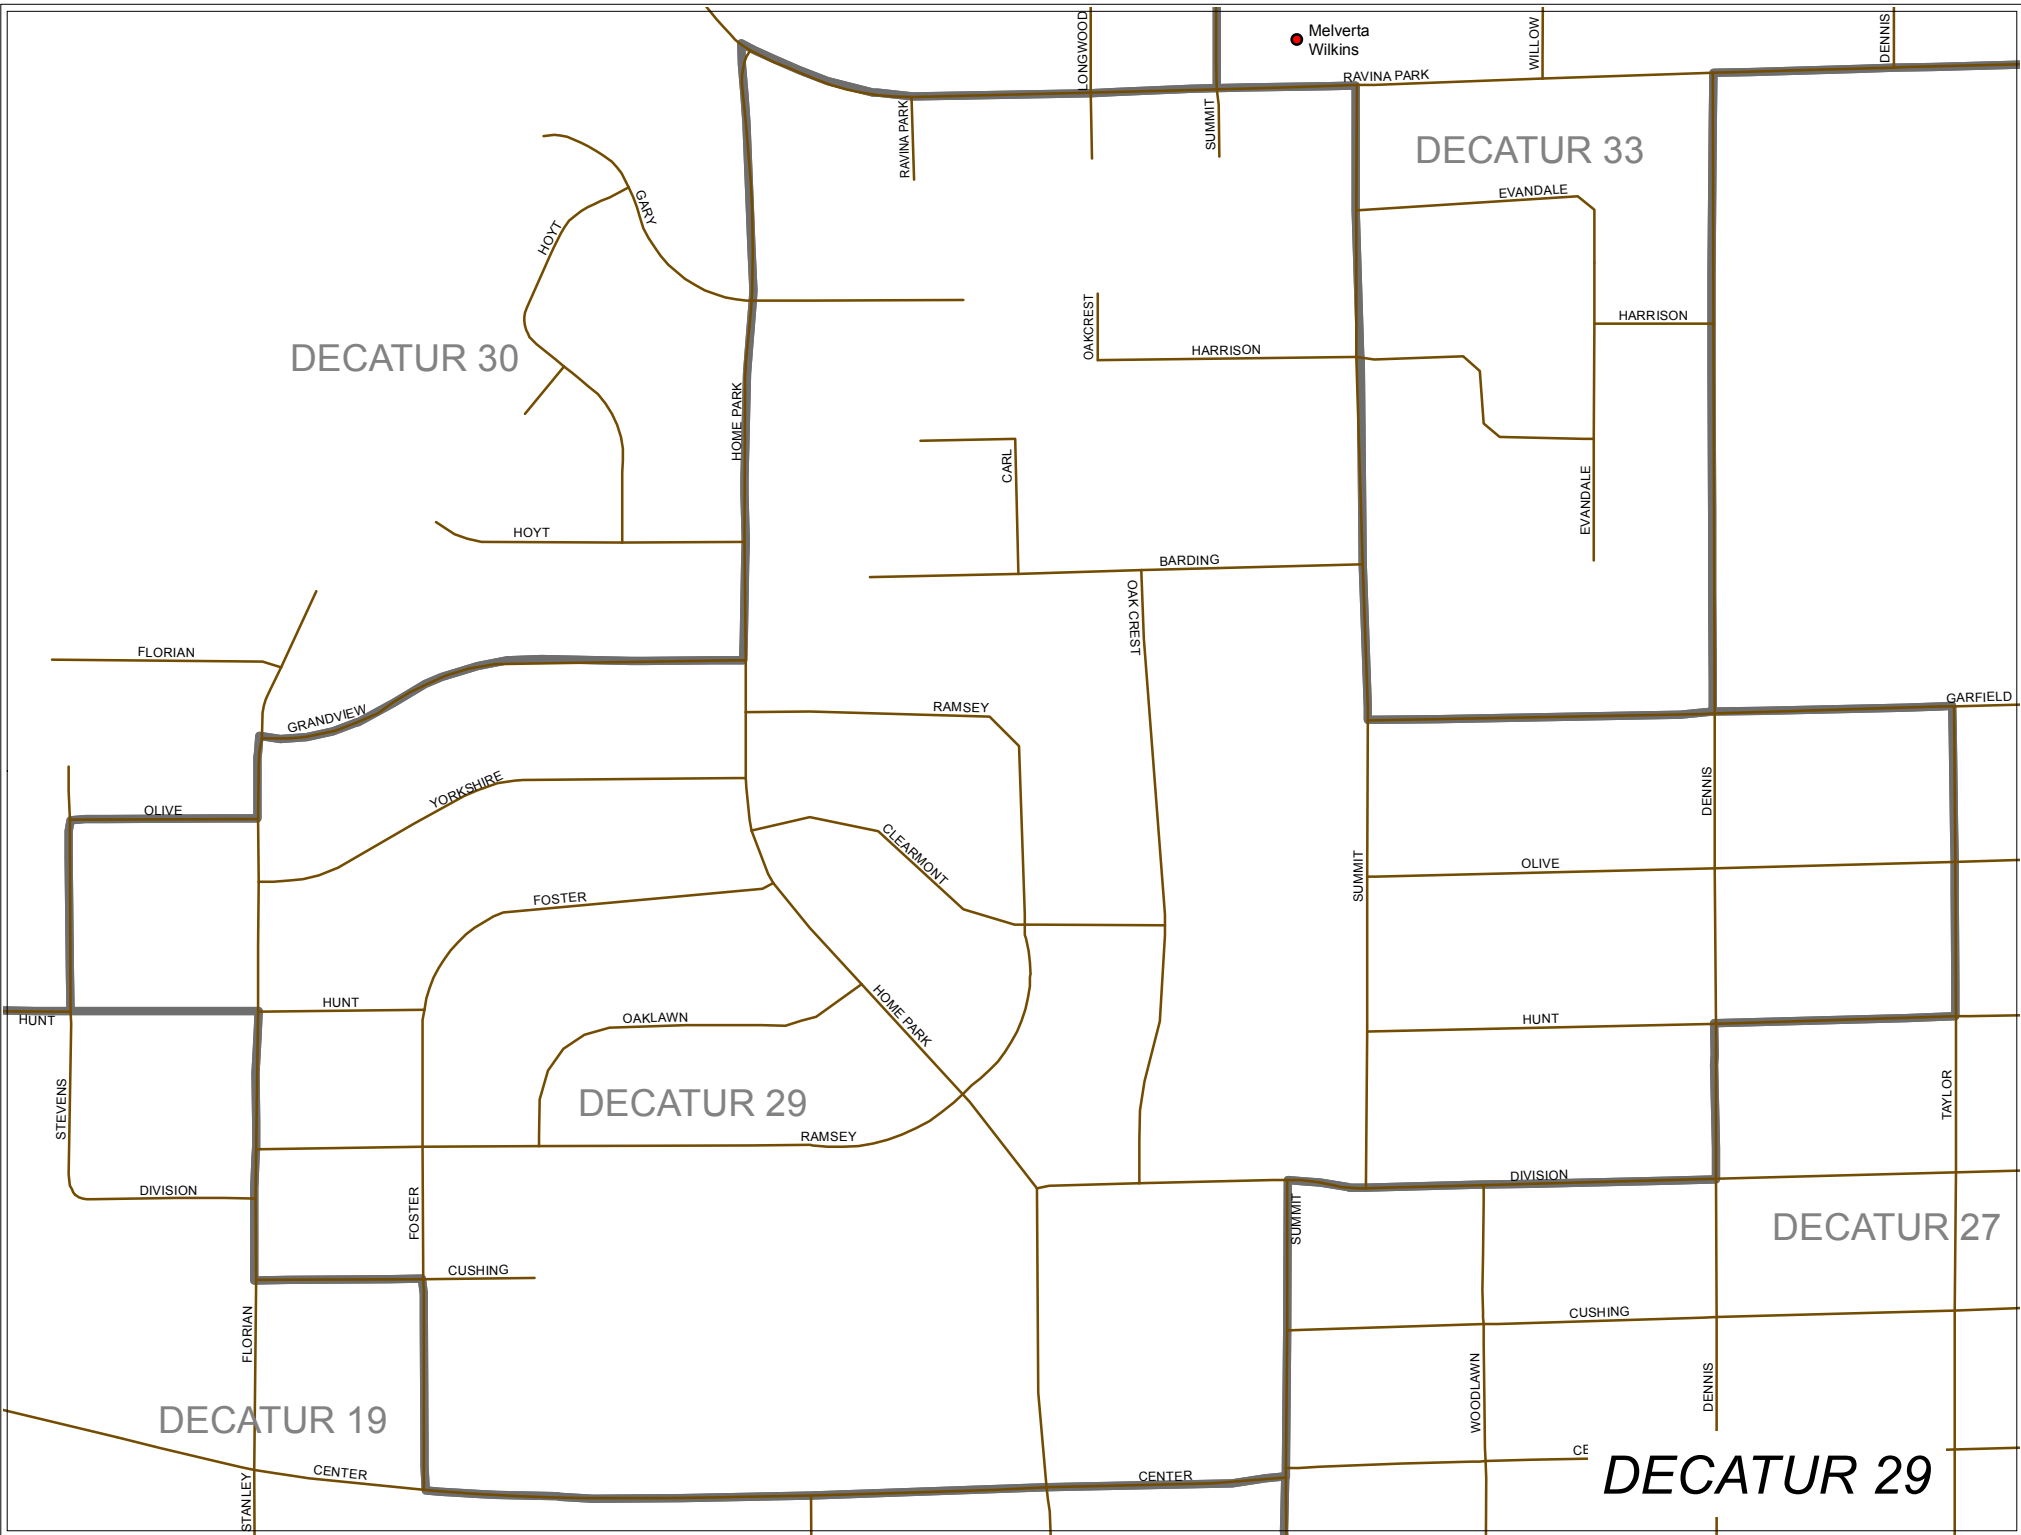 LONGWOOD
Melverta
Wilkins
WILLOW
DENNIS
RAVINA PARK
RAVINA PARK
SUMMIT
DECATUR 33
EVANDALE
GARY
HOYT
OAKCREST
HARRISON
HARRISON
DECATUR 30
HOME PARK
CARL
EVANDALE
HOYT
BARDING
OAK CREST
FLORIAN
GRANDVIEW
RAMSEY
GARFIELD
YORKSHIRE
DENNIS
OLIVE
CLEARMONT
SUMMIT
OLIVE
FOSTER
HUNT
HUNT
OAKLAWN
HOME PARK
HUNT
STEVENS
DECATUR 29
TAYLOR
RAMSEY
DIVISION
FOSTER
DIVISION
SUMMIT
DECATUR 27
CUSHING
FLORIAN
CUSHING
WOODLAWN
DENNIS
DECATUR 19
CENTER
STANLEY
CENTER
CE
DECATUR 29